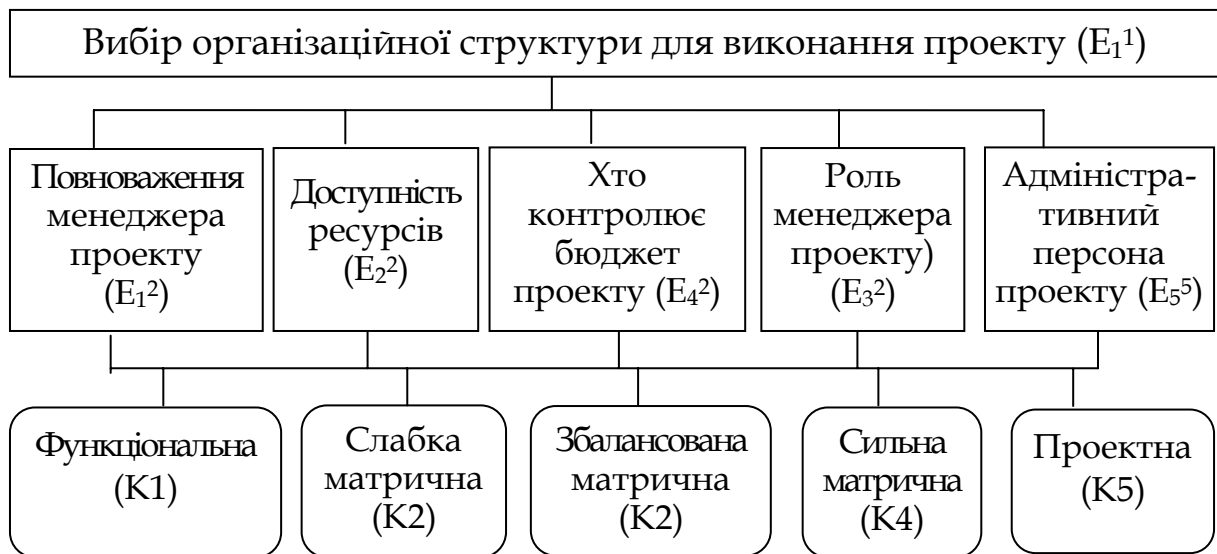 Вибір організаційної структури для виконання проекту (E₁¹)
Повноваження
менеджера
проекту
(E₁²)
Доступність
ресурсів
(E₂²)
Хто
контролює
бюджет
проекту (E₄²)
Роль
менеджера
проекту)
(E₃²)
Адміністра-
тивний
персона
проекту (E₅⁵)
Функціональна
(K1)
Слабка
матрична
(K2)
Збалансована
матрична
(K2)
Сильна
матрична
(K4)
Проектна
(K5)